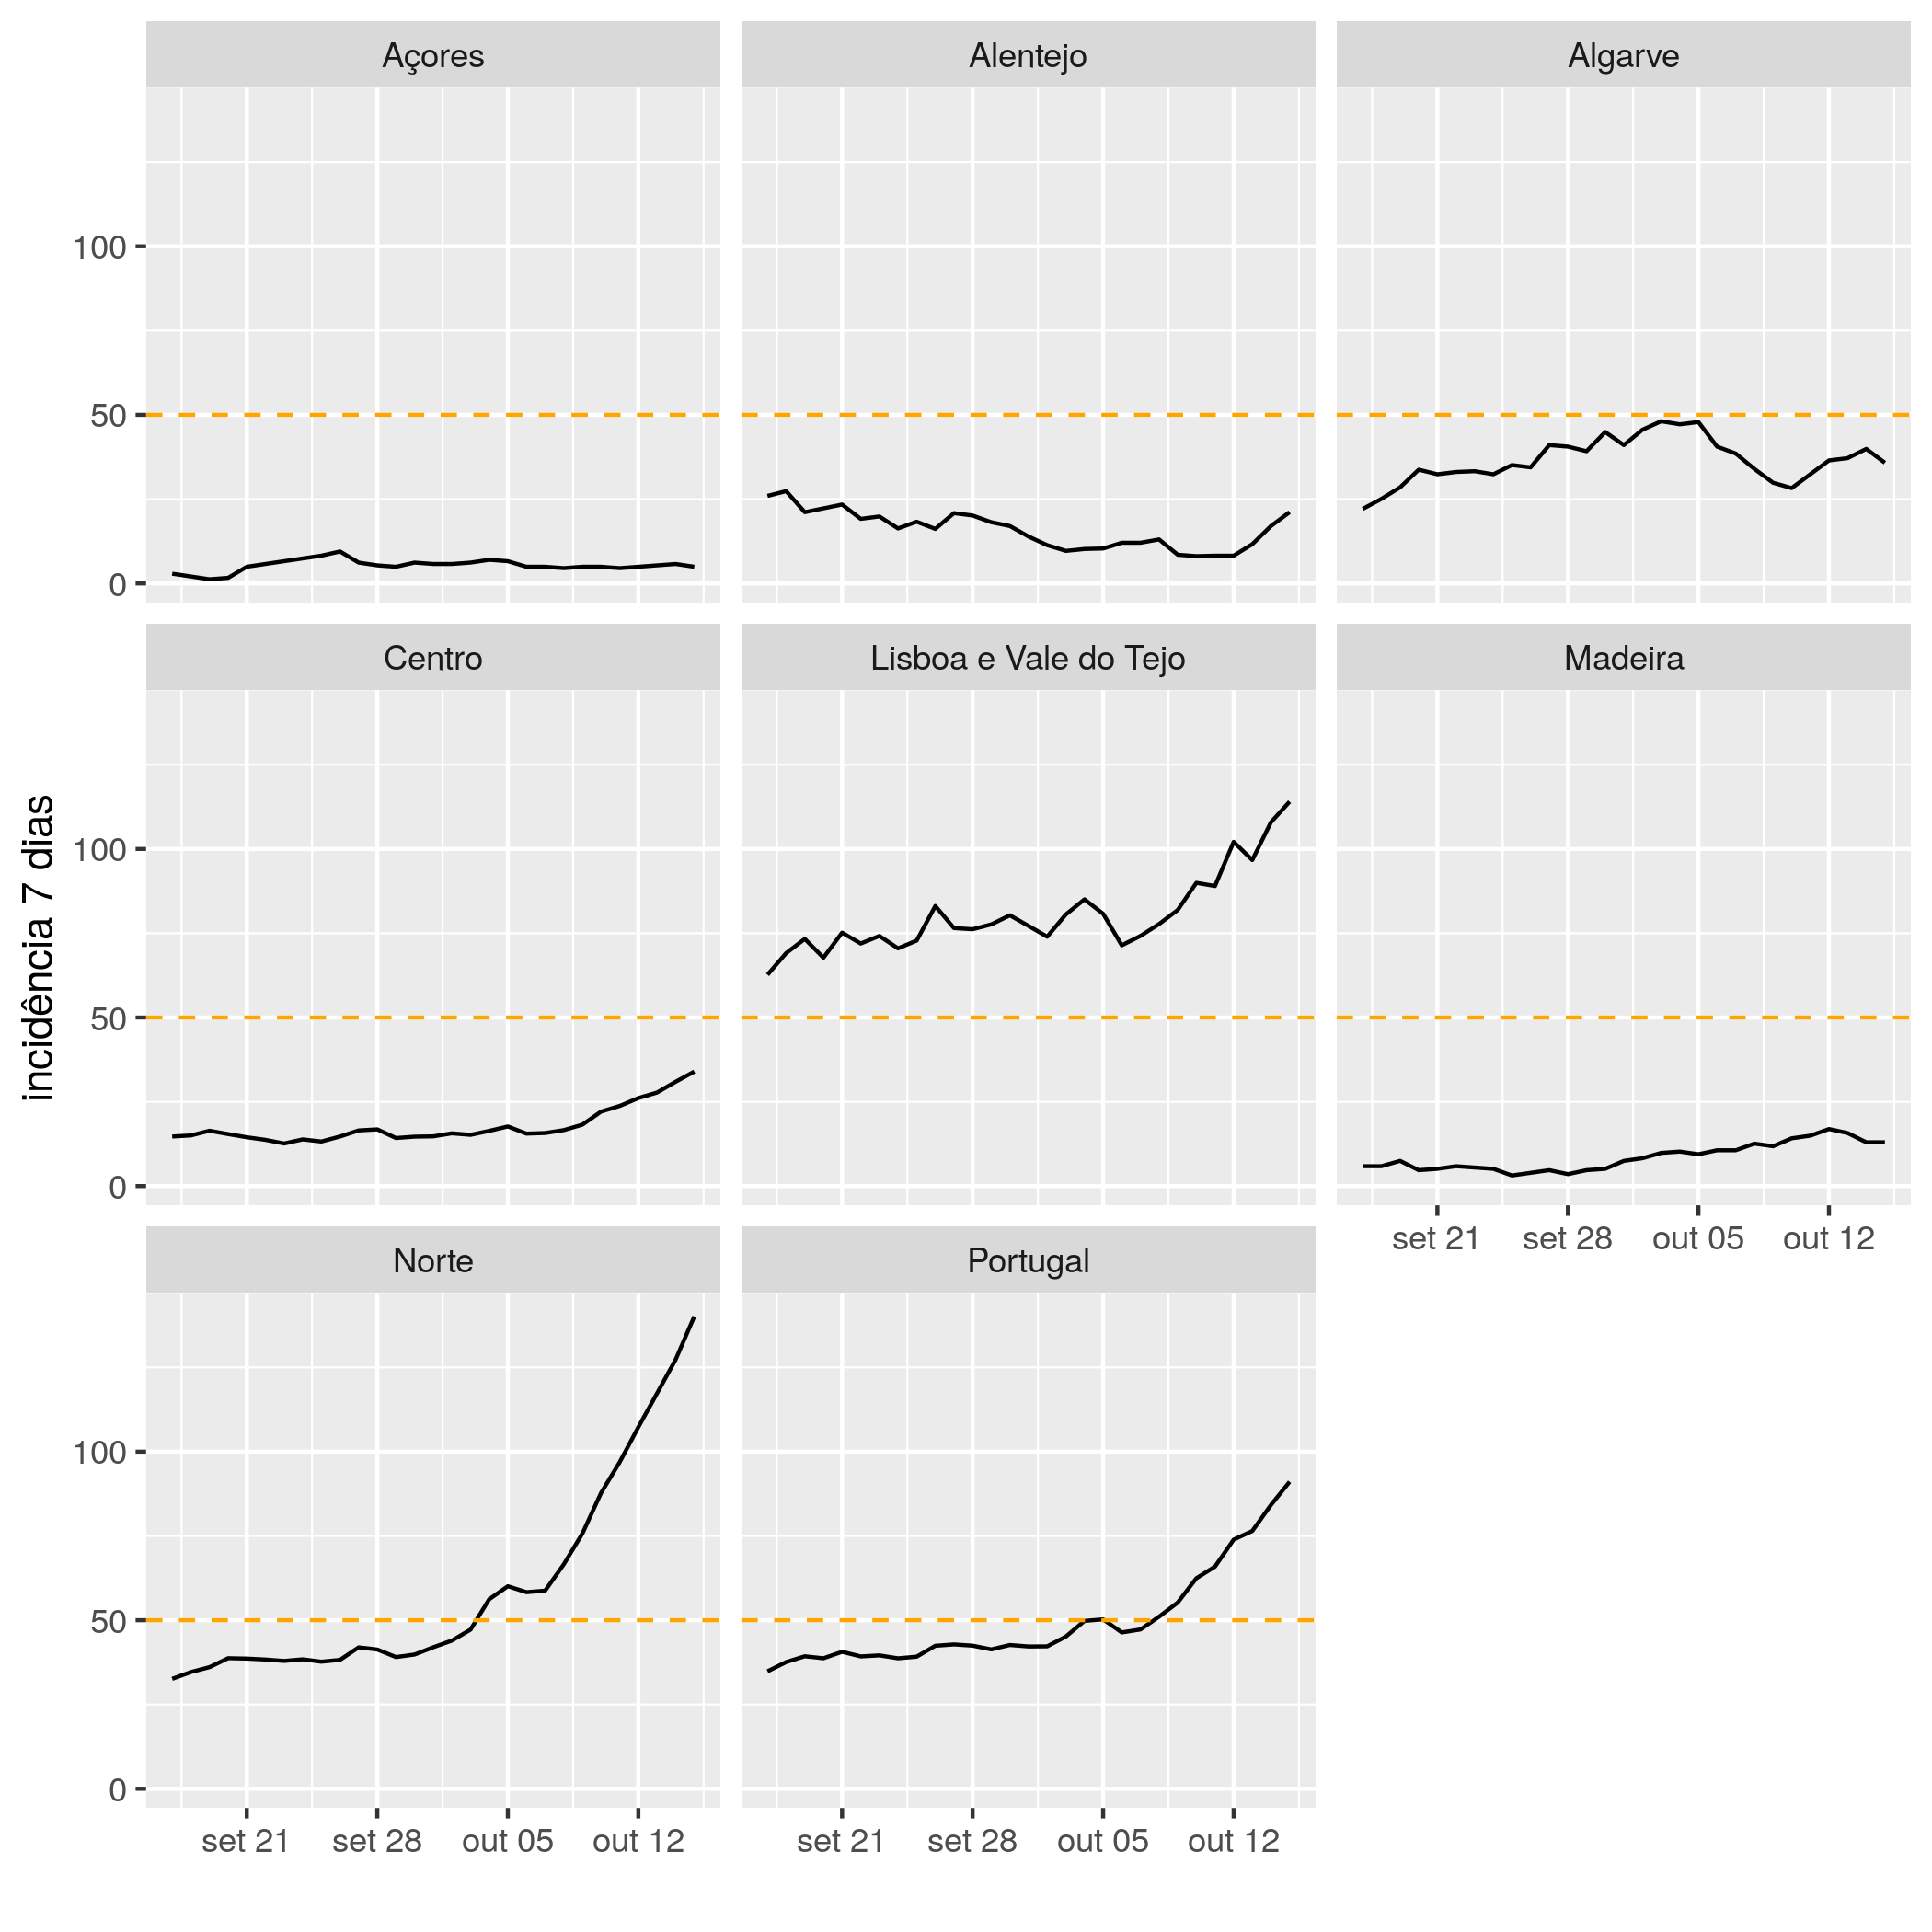 Açores
Alentejo
Algarve
100
50
0
Centro
Lisboa e Vale do Tejo
Madeira
incidência 7 dias
100
50
0
set 21
set 28
out 05
out 12
Norte
Portugal
100
50
0
set 21
set 28
out 05
out 12
set 21
set 28
out 05
out 12